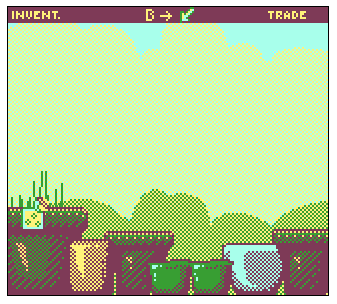 INVENT. D → ↙ TRADE